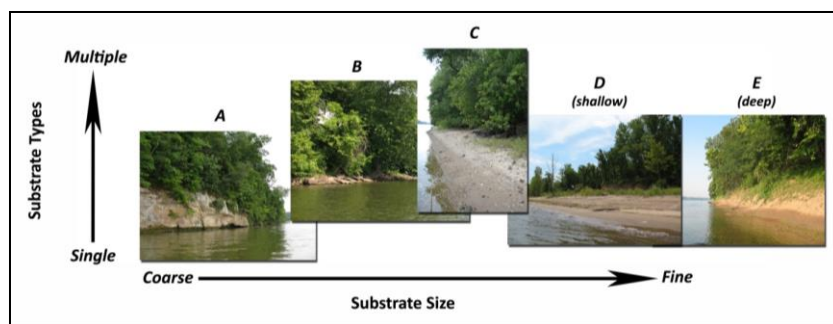 C
Multiple
B
D
(shallow)
E
(deep)
A
Substrate Types
Single
Coarse
Fine
Substrate Size